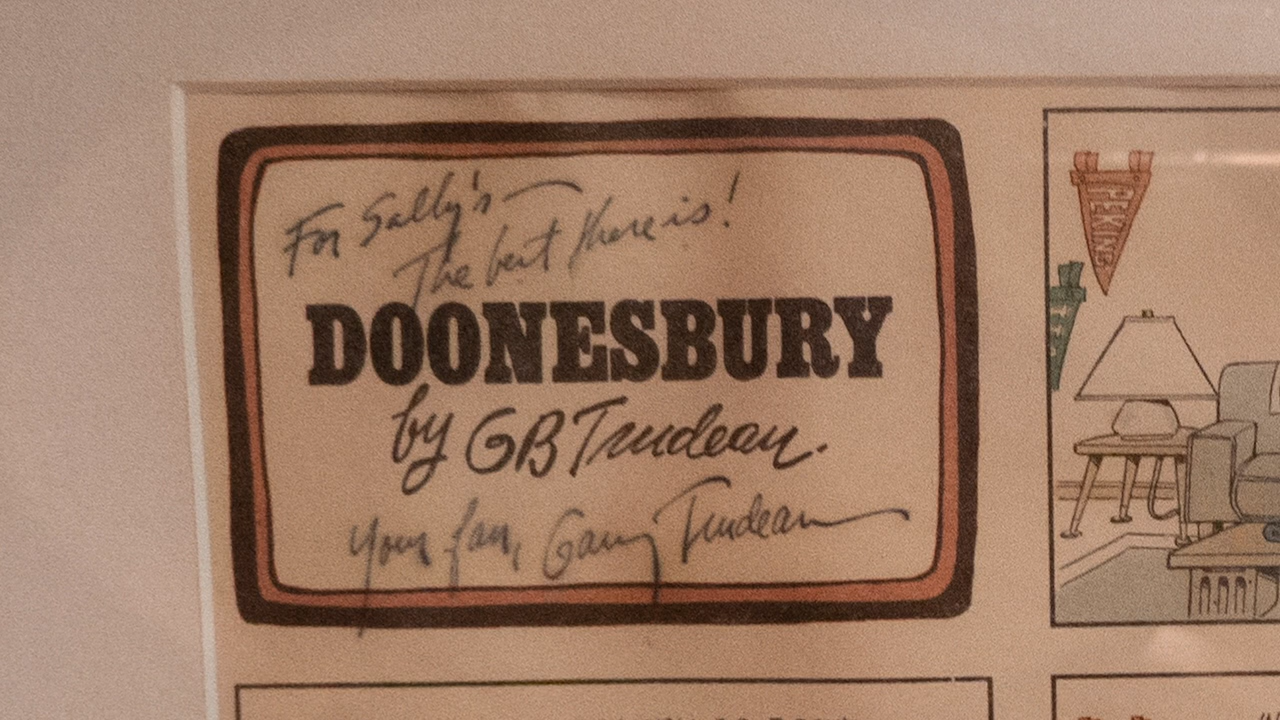 For Sally's —
The best there is!
DOONESBURY
by GB Trudeau.
Your fan, Garry Trudeau
PEKING